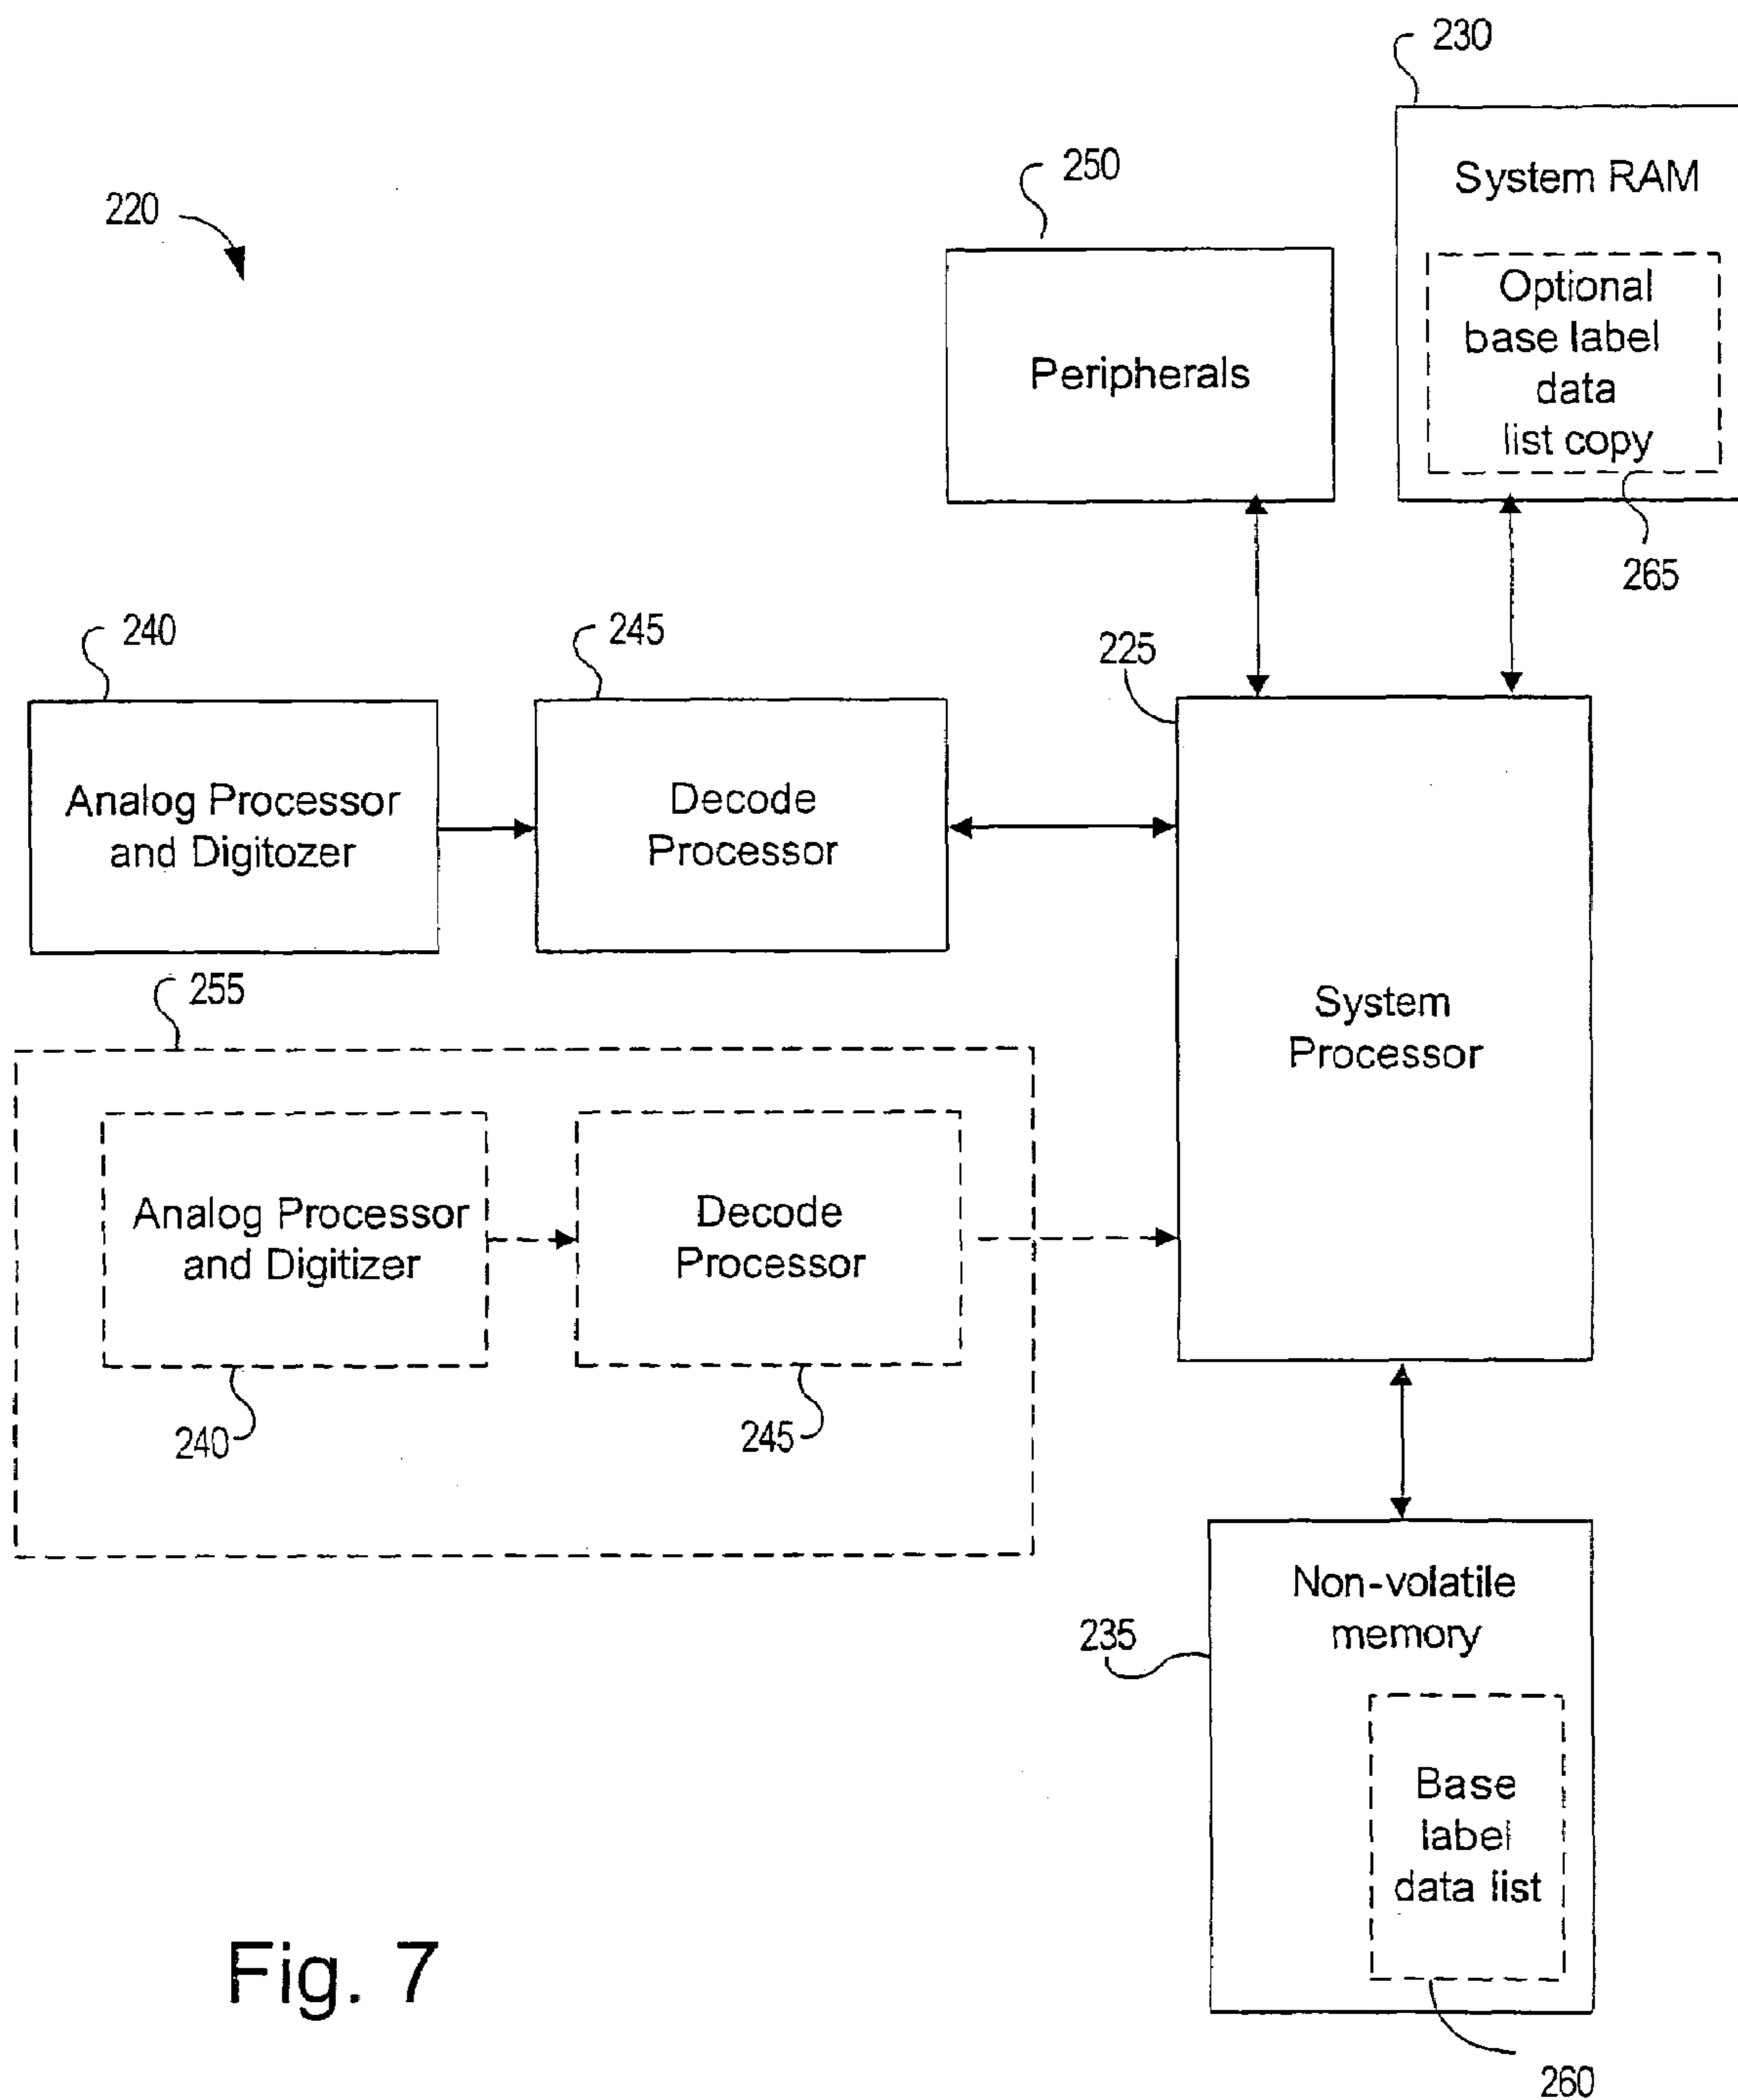 230
250
System RAM
220
Optional
base label
data
list copy
Peripherals
265
240
245
225
Analog Processor
and Digitozer
Decode
Processor
255
System
Processor
Analog Processor
and Digitizer
Decode
Processor
240
245
Non-volatile
memory
235
Base
label
data list
Fig. 7
260